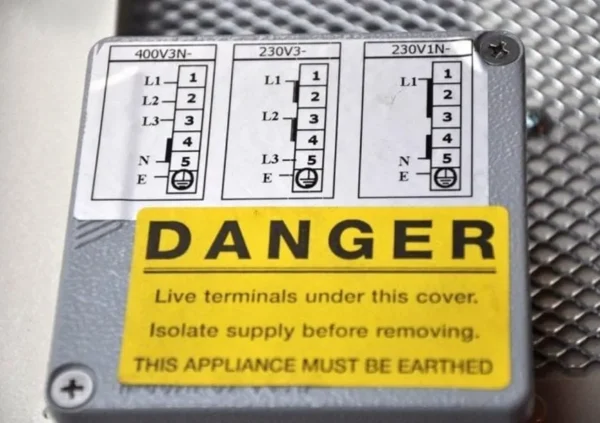 400V3N-
L1 1
L2 2
L3 3
4
N 5
E
230V3-
L1 1
2
L2 3
4
L3 5
E
230V1N-
L1 1
2
3
4
N 5
E
DANGER
Live terminals under this cover.
Isolate supply before removing.
THIS APPLIANCE MUST BE EARTHED